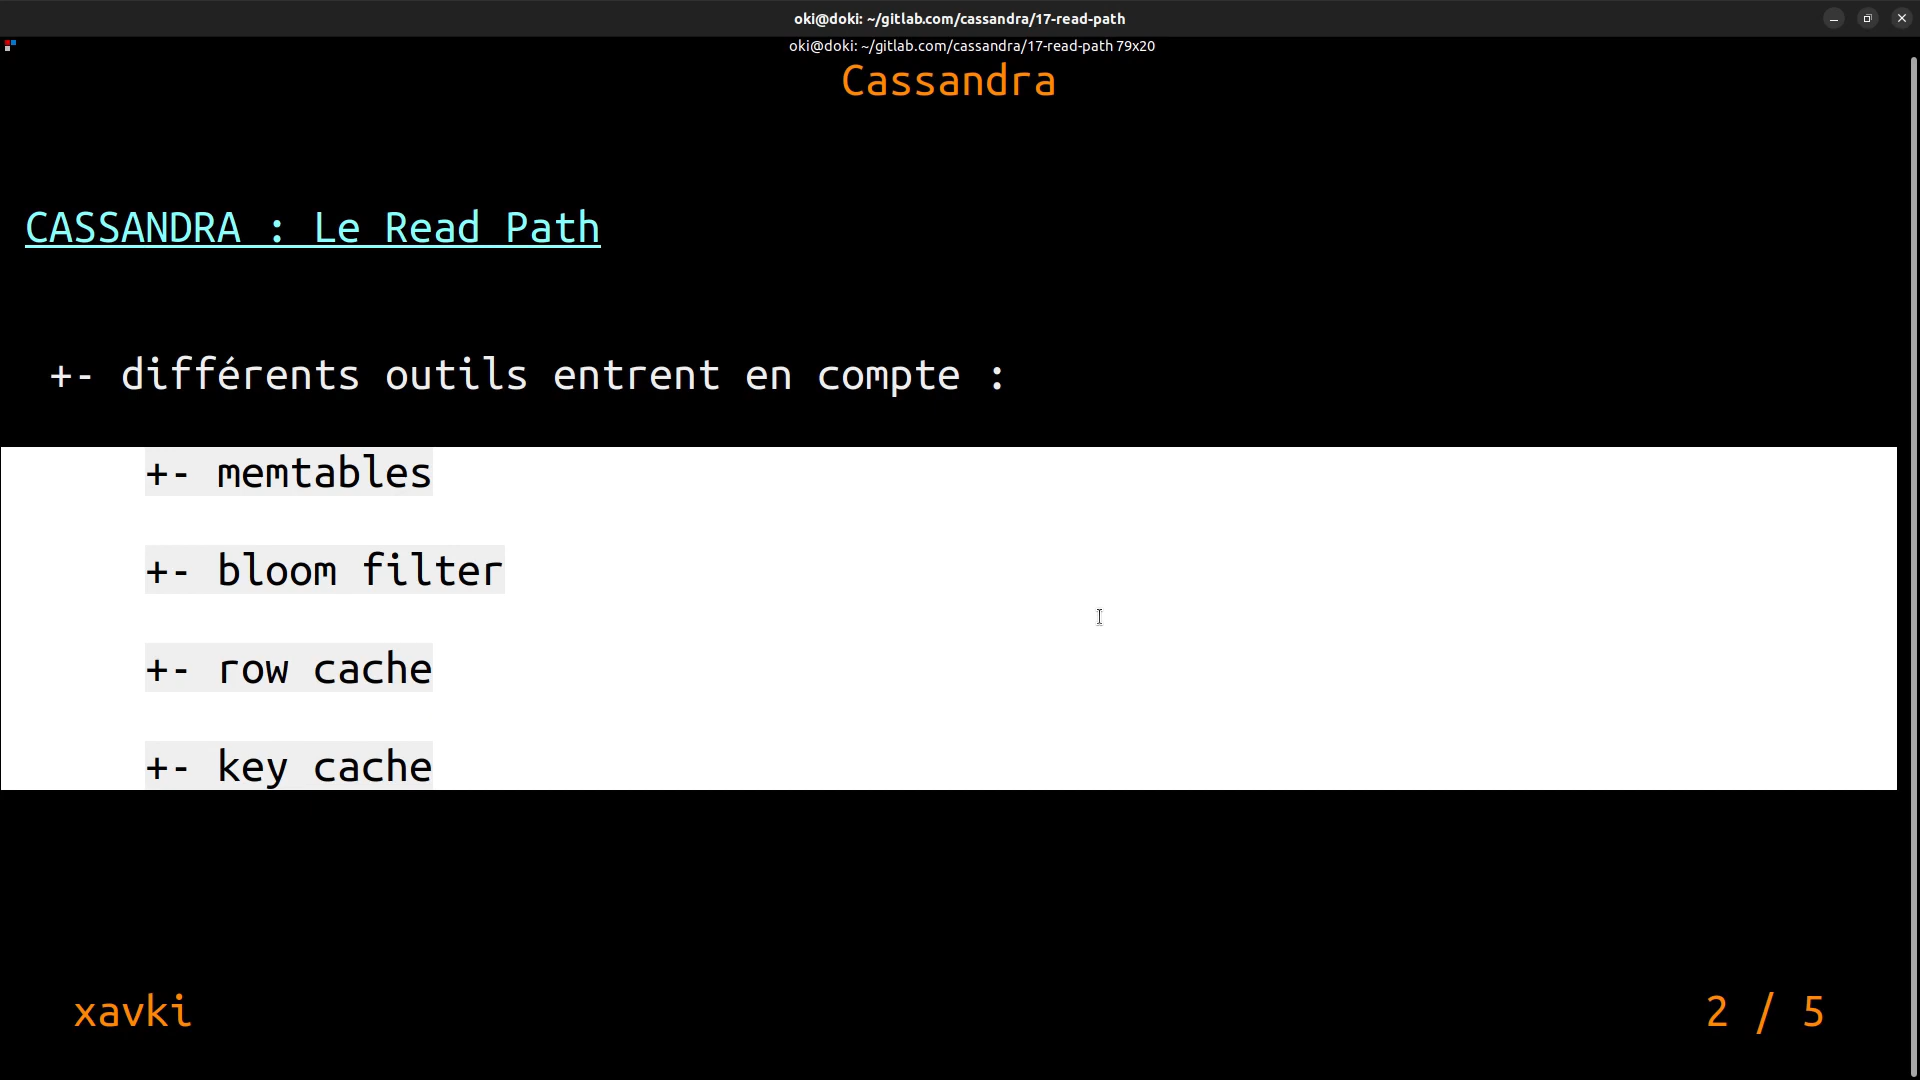 oki@doki: ~/gitlab.com/cassandra/17-read-path
oki@doki: ~/gitlab.com/cassandra/17-read-path 79x20
Cassandra
CASSANDRA : Le Read Path
+- différents outils entrent en compte :
+- memtables
+- bloom filter
+- row cache
+- key cache
xavki
2 / 5